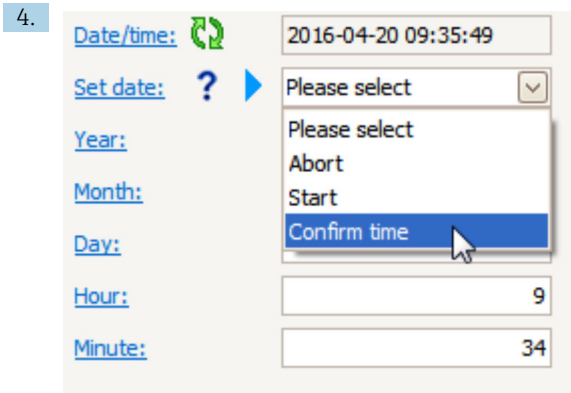 4.
Date/time: 2016-04-20 09:35:49
Set date: ? Please select
Please select
Year:
Abort
Month:
Start
Confirm time
Day:
Hour: 9
Minute: 34